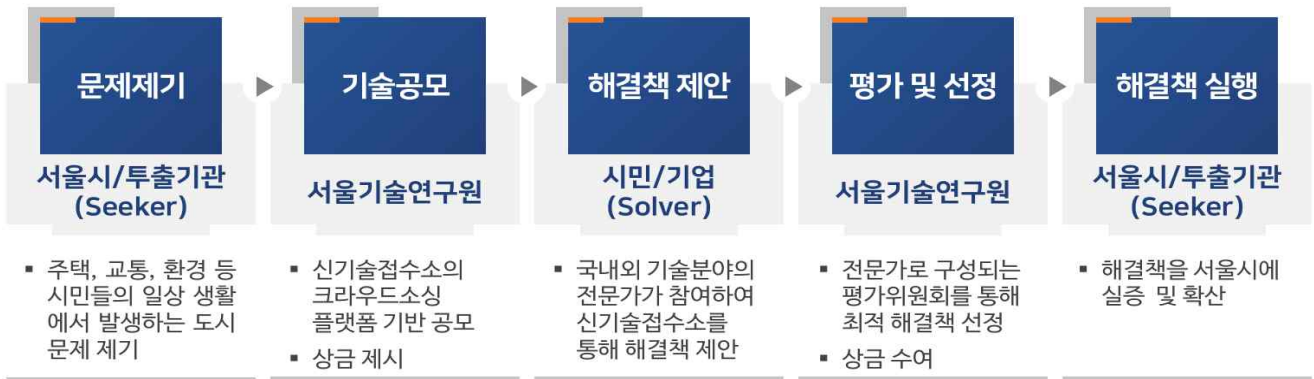 문제제기
서울시/투출기관
(Seeker)
▪ 주택, 교통, 환경 등
시민들의 일상 생활
에서 발생하는 도시
문제 제기
기술공모
서울기술연구원
▪ 신기술접수소의
크라우드소싱
플랫폼 기반 공모
▪ 상금 제시
해결책 제안
시민/기업
(Solver)
▪ 국내외 기술분야의
전문가가 참여하여
신기술접수소를
통해 해결책 제안
평가 및 선정
서울기술연구원
▪ 전문가로 구성되는
평가위원회를 통해
최적 해결책 선정
▪ 상금 수여
해결책 실행
서울시/투출기관
(Seeker)
▪ 해결책을 서울시에
실증 및 확산